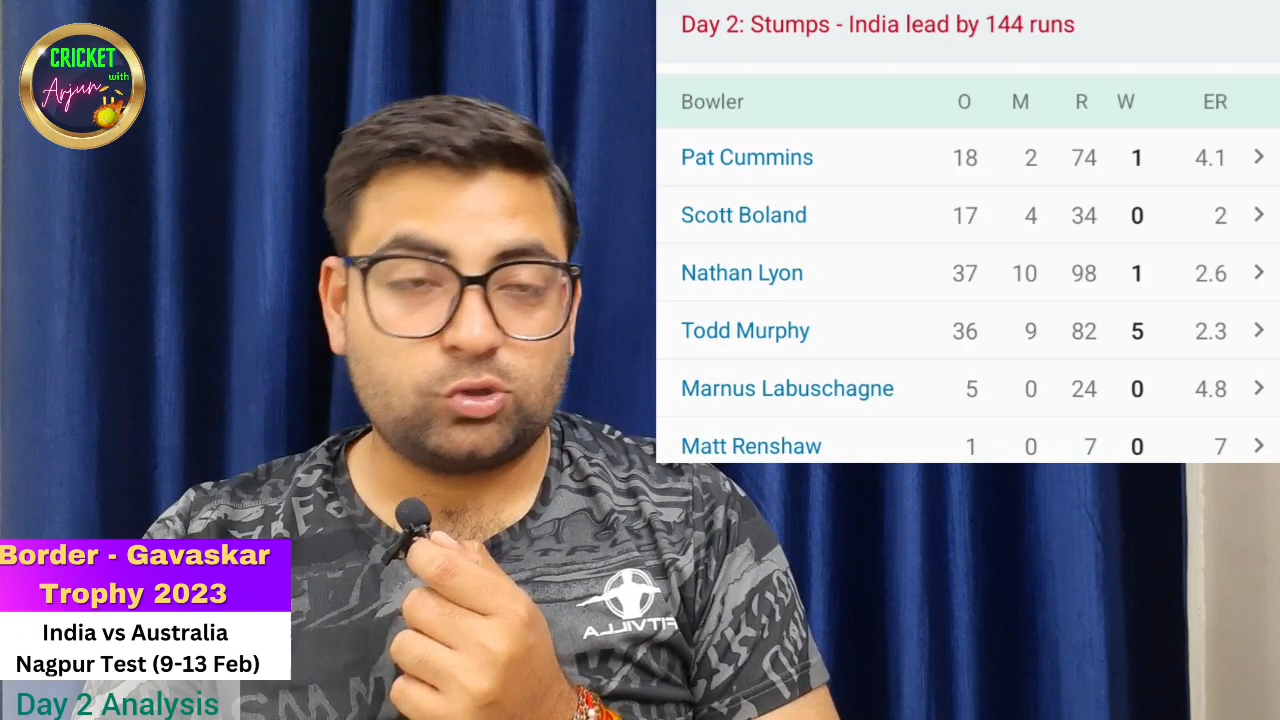 CRICKET
with
Arjun
Day 2: Stumps - India lead by 144 runs
Bowler O M R W ER
Pat Cummins 18 2 74 1 4.1
Scott Boland 17 4 34 0 2
Nathan Lyon 37 10 98 1 2.6
Todd Murphy 36 9 82 5 2.3
Marnus Labuschagne 5 0 24 0 4.8
Matt Renshaw 1 0 7 0 7
FITVILLA
Border - Gavaskar
Trophy 2023
India vs Australia
Nagpur Test (9-13 Feb)
Day 2 Analysis